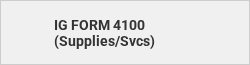 IG FORM 4100
(Supplies/Svcs)